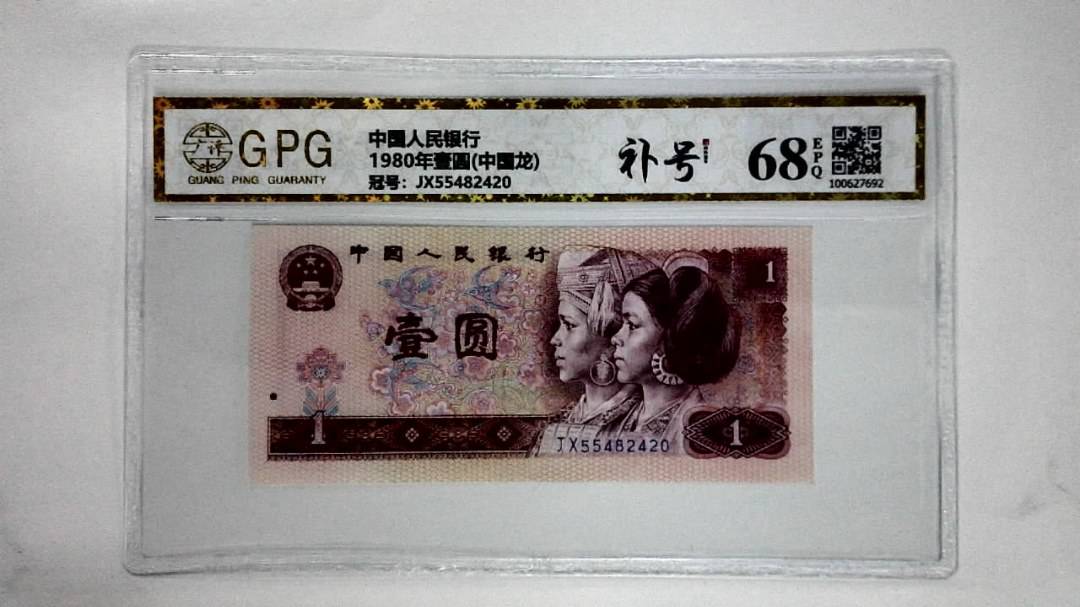 GPG
GUANG PING GUARANTY
中国人民银行
1980年壹圆(中国龙)
冠号：JX55482420
补号
68
EPQ
100627692
中国人民银行
1
壹圆
1
JX55482420
1